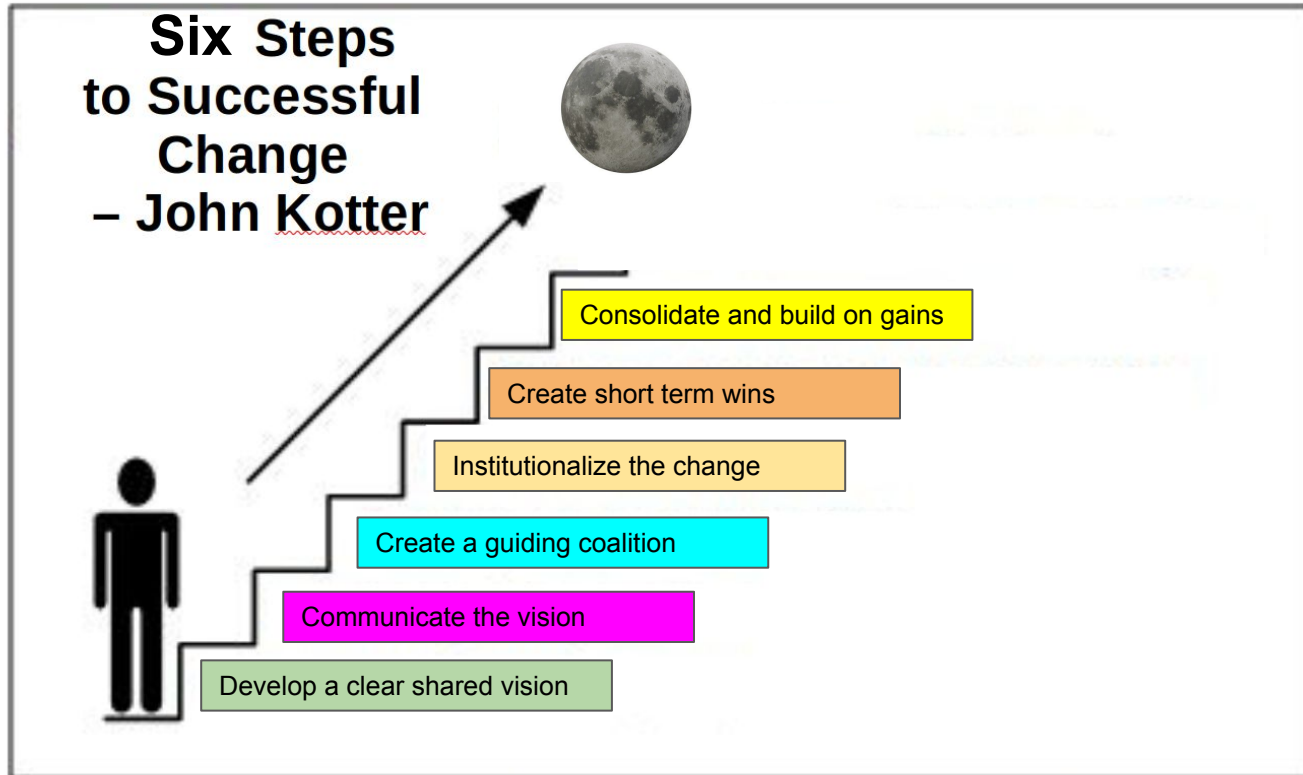 Six Steps
to Successful
Change
– John Kotter
Consolidate and build on gains
Create short term wins
Institutionalize the change
Create a guiding coalition
Communicate the vision
Develop a clear shared vision